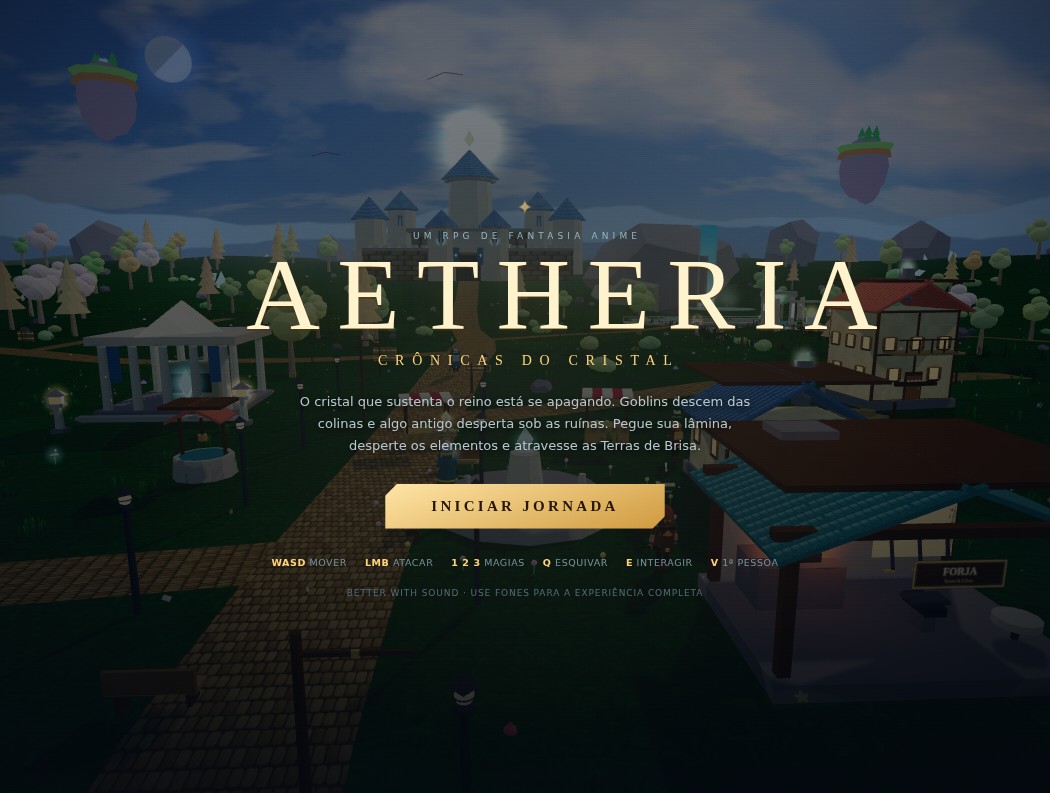 UM RPG DE FANTASIA ANIME
AETHERIA
CRÔNICAS DO CRISTAL
O cristal que sustenta o reino está se apagando. Goblins descem das
colinas e algo antigo desperta sob as ruínas. Pegue sua lâmina,
desperte os elementos e atravesse as Terras de Brisa.
INICIAR JORNADA
WASD MOVER LMB ATACAR 1 2 3 MAGIAS Q ESQUIVAR E INTERAGIR V 1ª PESSOA
FORJA
BETTER WITH SOUND · USE FONES PARA A EXPERIÊNCIA COMPLETA